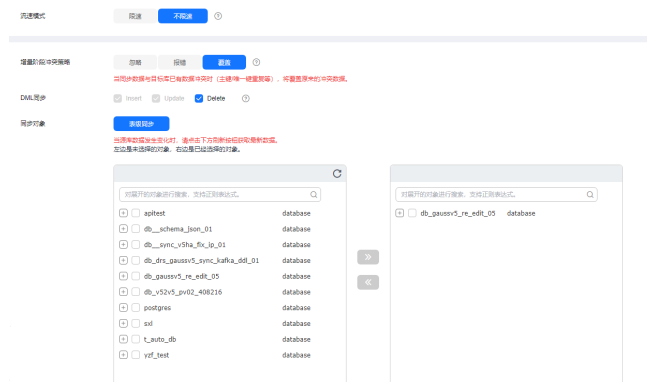 流速模式 限速 不限速
增量阶段冲突策略 忽略 报错 覆盖
当同步数据与目标库已有数据冲突时（主键/唯一键重复等），将覆盖原来的冲突数据。
DML同步 Insert Update Delete
同步对象 表级同步
当源库数据发生变化时，请点击下方刷新按钮获取最新数据。
左边是未选择的对象，右边是已经选择的对象。
对展开的对象进行搜索，支持正则表达式。
apitest database
db__schema_json_01 database
db__sync_v5ha_fix_ip_01 database
db_drs_gaussv5_sync_kafka_ddl_01 database
db_gaussv5_re_edit_05 database
db_v52v5_pv02_408216 database
postgres database
sxl database
t_auto_db database
yzf_test database
对展开的对象进行搜索，支持正则表达式。
db_gaussv5_re_edit_05 database